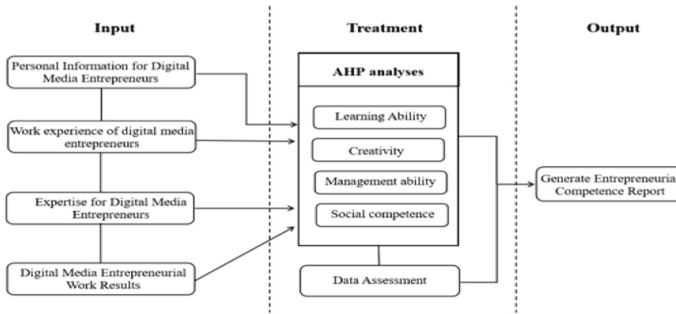 Input
Treatment
Output
Personal Information for Digital
Media Entrepreneurs
Work experience of digital media
entrepreneurs
Expertise for Digital Media
Entrepreneurs
Digital Media Entrepreneurial
Work Results
AHP analyses
Learning Ability
Creativity
Management ability
Social competence
Data Assessment
Generate Entrepreneuria
Competence Report